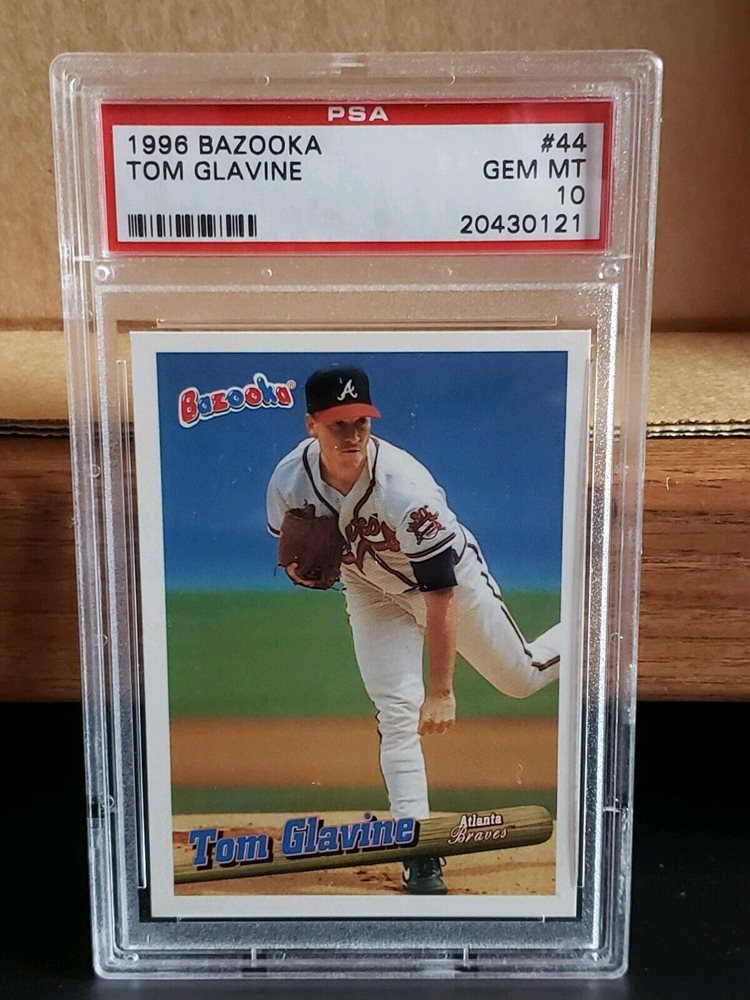 PSA
1996 BAZOOKA #44
TOM GLAVINE GEM MT
10
20430121
Bazooka®
A
Tom Glavine
Atlanta
Braves